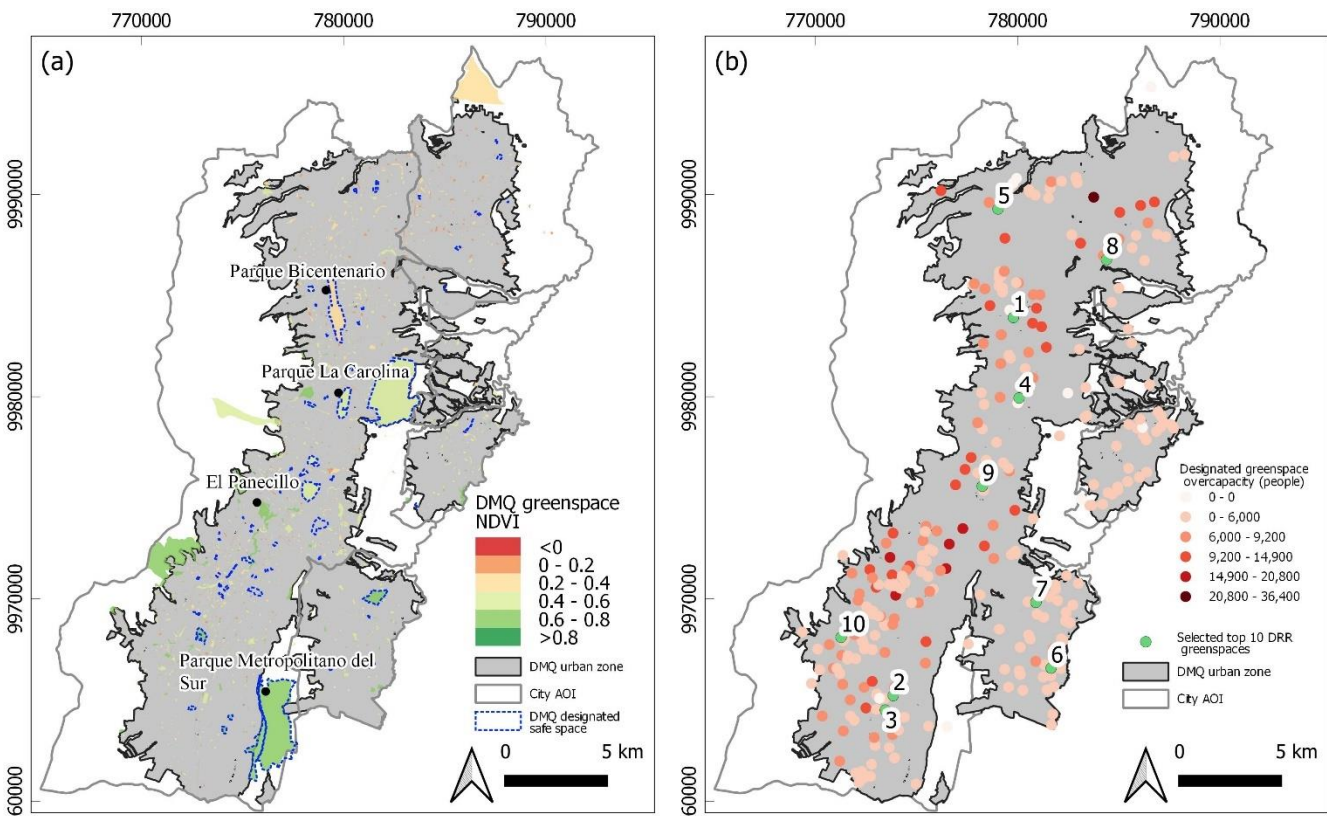 770000 780000 790000
770000 780000 790000
(a)
(b)
9990000
9980000
9970000
60000
Parque Bicentenario
Parque La Carolina
El Panecillo
Parque Metropolitano del
Sur
DMQ greenspace
NDVI
<0
0 - 0.2
0.2 - 0.4
0.4 - 0.6
0.6 - 0.8
>0.8
DMQ urban zone
City AOI
DMQ designated
safe space
0 5 km
9990000
9980000
9970000
60000
5
8
1
4
9
7
10
6
2
3
Designated greenspace
overcapacity (people)
0 - 0
0 - 6,000
6,000 - 9,200
9,200 - 14,900
14,900 - 20,800
20,800 - 36,400
Selected top 10 DRR
greenspaces
DMQ urban zone
City AOI
0 5 km